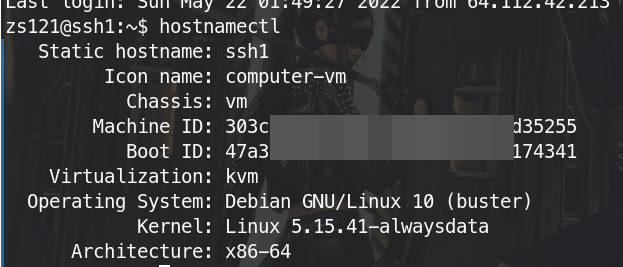 Last login: Sun May 22 01:49:27 2022 from 64.112.42.213
zs121@ssh1:~$ hostnamectl
Static hostname: ssh1
Icon name: computer-vm
Chassis: vm
Machine ID: 303c d35255
Boot ID: 47a3 174341
Virtualization: kvm
Operating System: Debian GNU/Linux 10 (buster)
Kernel: Linux 5.15.41-alwaysdata
Architecture: x86-64